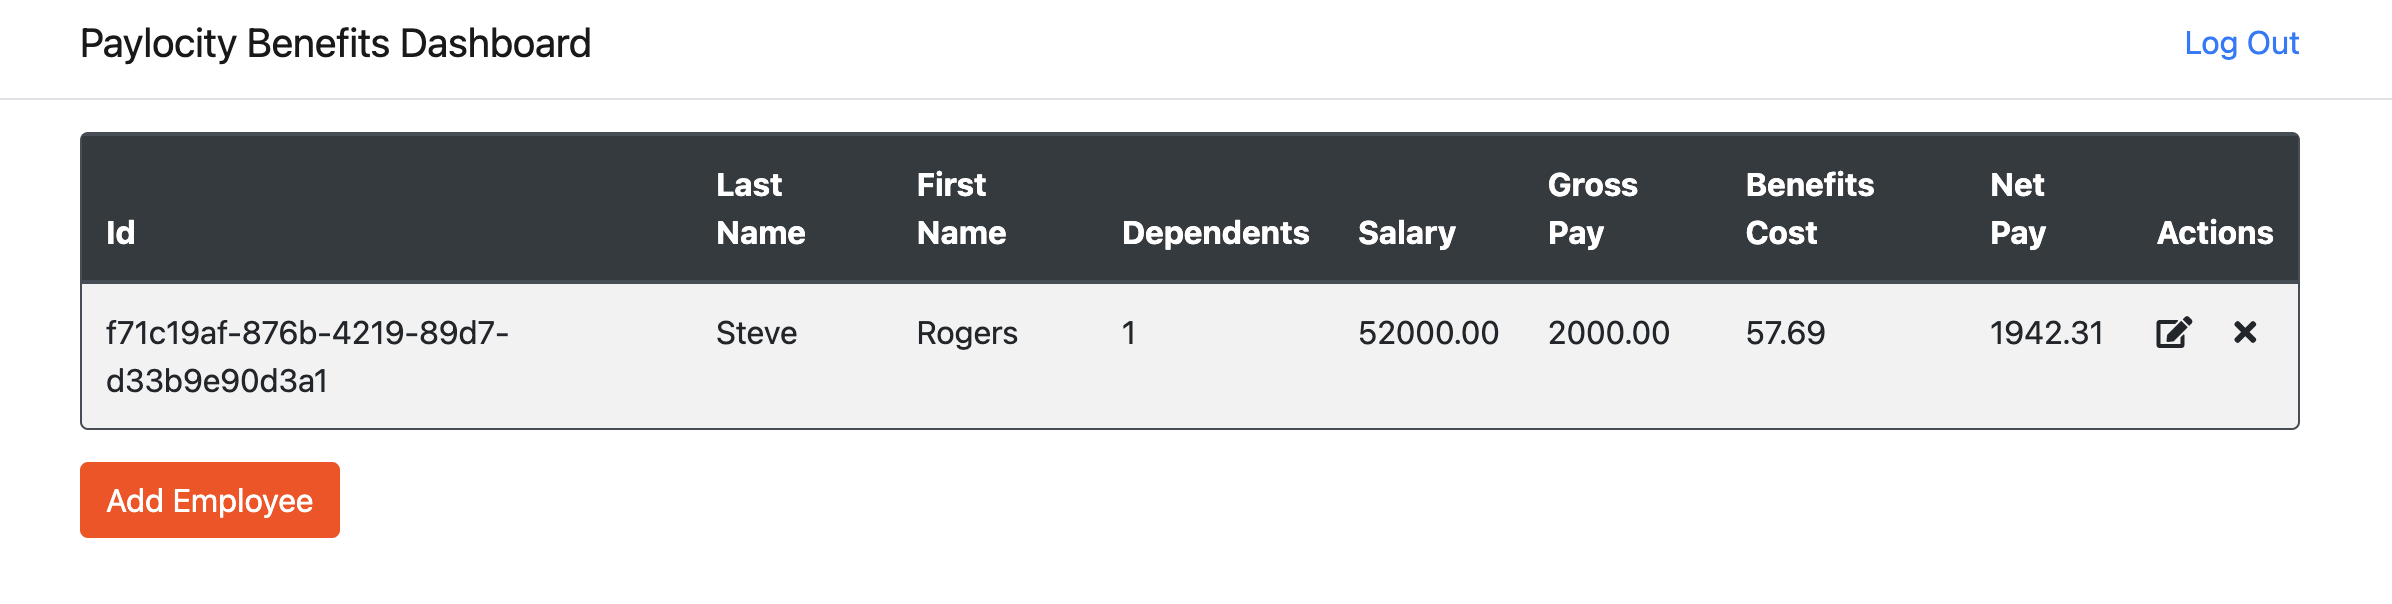 Paylocity Benefits Dashboard
Log Out
Id Last Name First Name Dependents Salary Gross Pay Benefits Cost Net Pay Actions
f71c19af-876b-4219-89d7- Steve Rogers 1 52000.00 2000.00 57.69 1942.31
d33b9e90d3a1
Add Employee